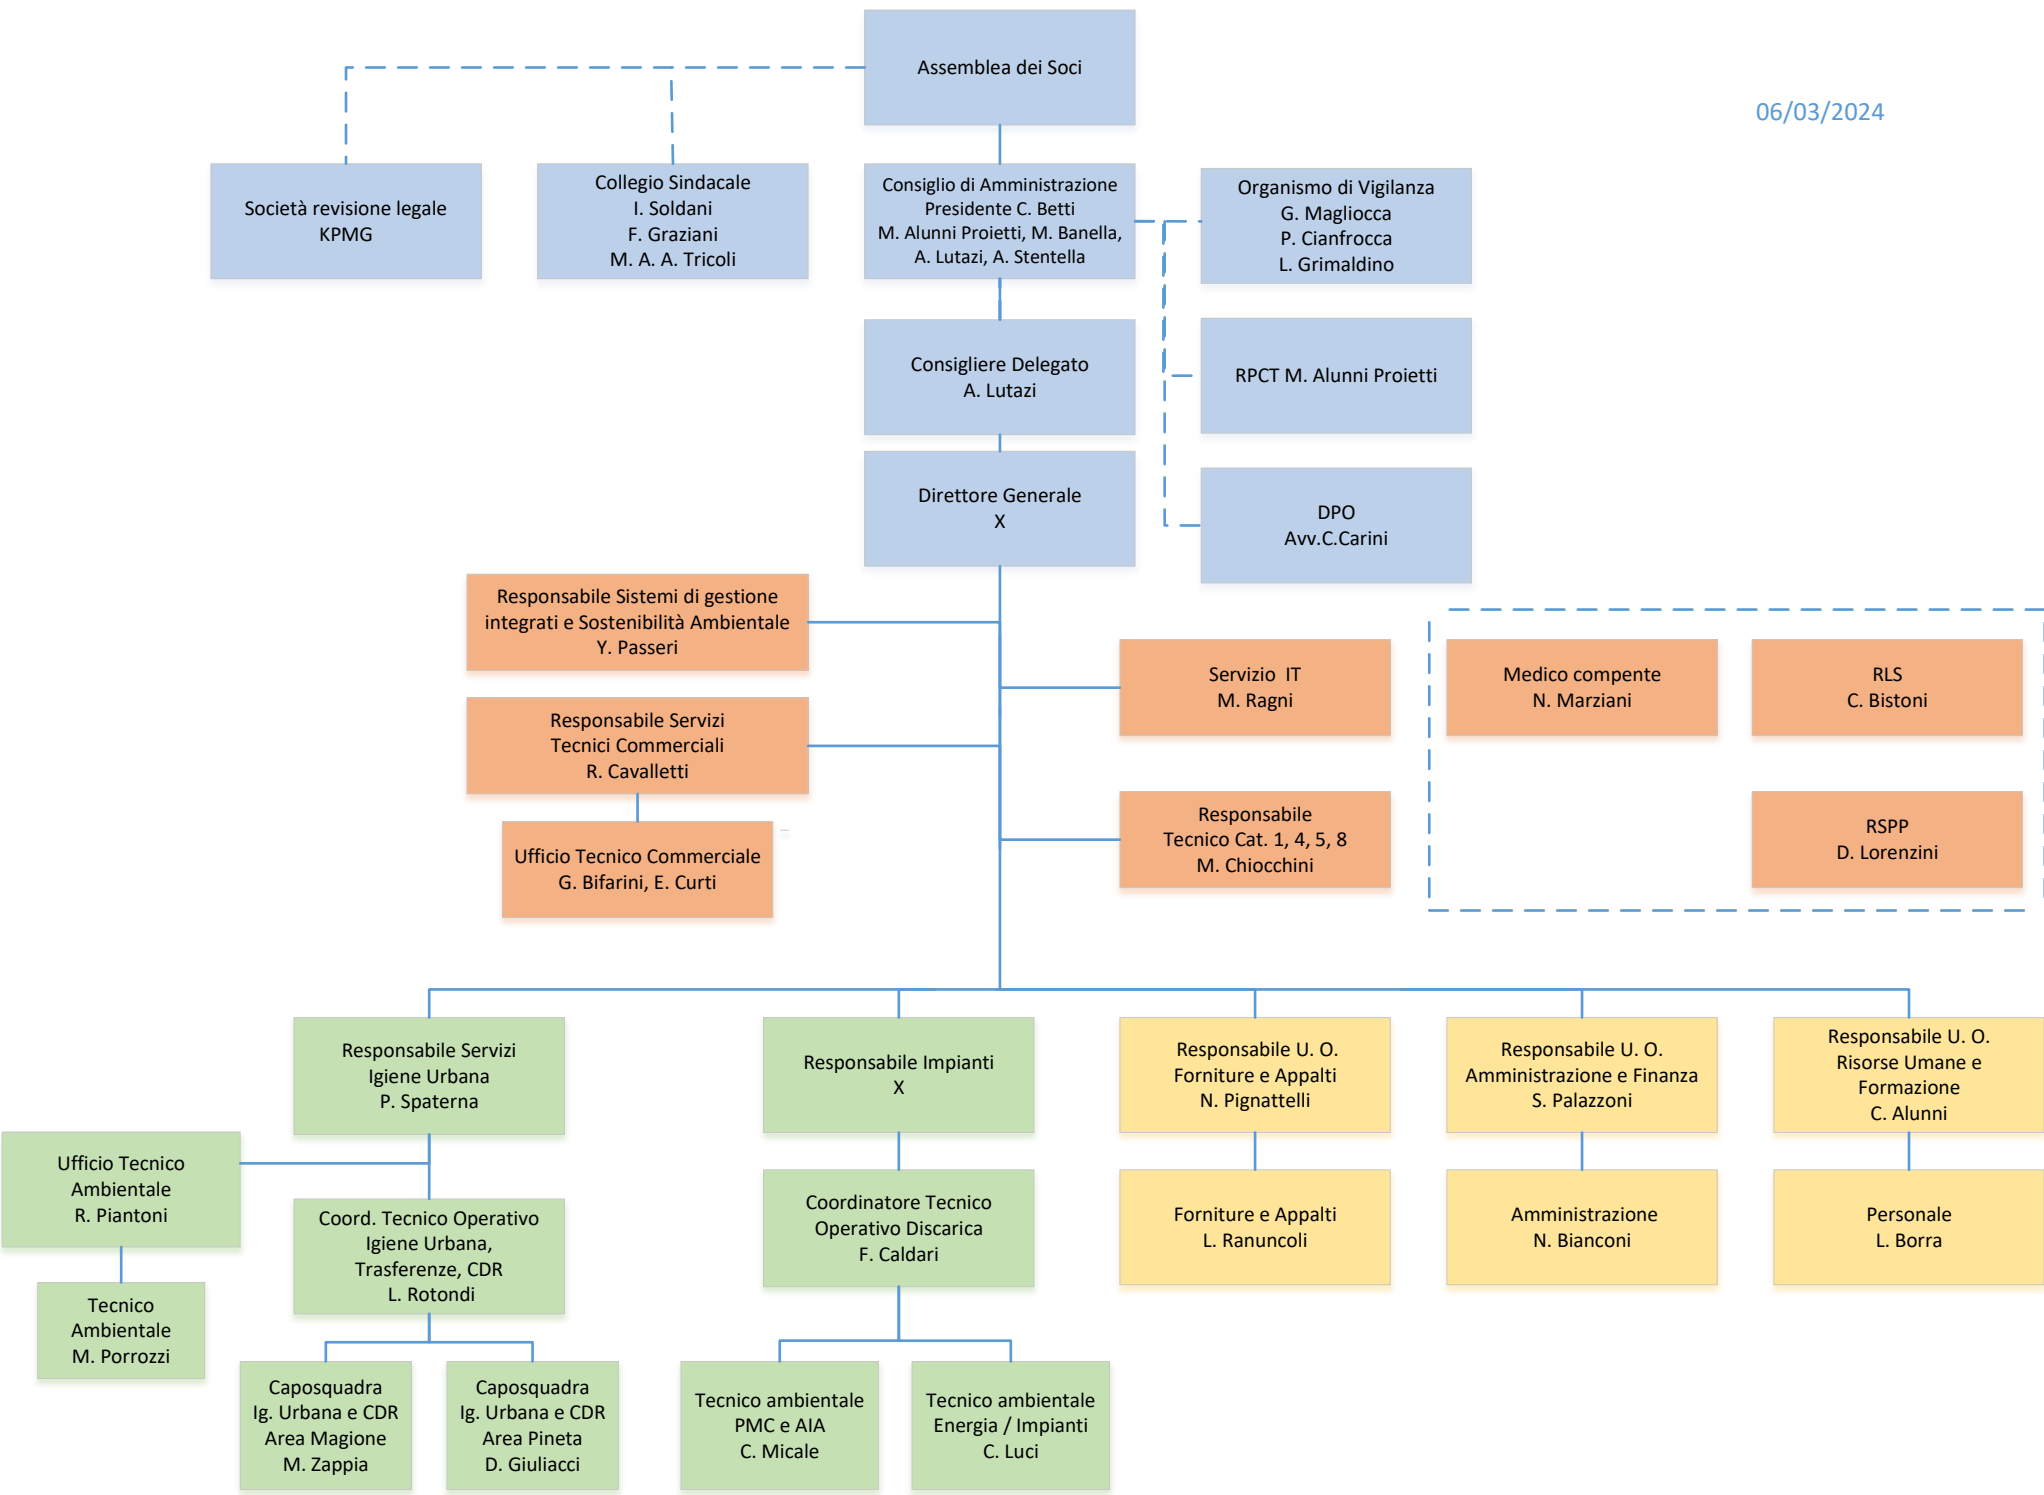 Assemblea dei Soci
06/03/2024
Società revisione legale
KPMG
Collegio Sindacale
I. Soldani
F. Graziani
M. A. A. Tricoli
Consiglio di Amministrazione
Presidente C. Betti
M. Alunni Proietti, M. Banella,
A. Lutazi, A. Stentella
Organismo di Vigilanza
G. Magliocca
P. Cianfrocca
L. Grimaldino
Consigliere Delegato
A. Lutazi
RPCT M. Alunni Proietti
Direttore Generale
X
DPO
Avv.C.Carini
Responsabile Sistemi di gestione
integrati e Sostenibilità Ambientale
Y. Passeri
Servizio IT
M. Ragni
Medico compente
N. Marziani
RLS
C. Bistoni
Responsabile Servizi
Tecnici Commerciali
R. Cavalletti
Responsabile
Tecnico Cat. 1, 4, 5, 8
M. Chiocchini
RSPP
D. Lorenzini
Ufficio Tecnico Commerciale
G. Bifarini, E. Curti
Responsabile Servizi
Igiene Urbana
P. Spaterna
Responsabile Impianti
X
Responsabile U. O.
Forniture e Appalti
N. Pignattelli
Responsabile U. O.
Amministrazione e Finanza
S. Palazzoni
Responsabile U. O.
Risorse Umane e
Formazione
C. Alunni
Ufficio Tecnico
Ambientale
R. Piantoni
Coord. Tecnico Operativo
Igiene Urbana,
Trasferenze, CDR
L. Rotondi
Coordinatore Tecnico
Operativo Discarica
F. Caldari
Forniture e Appalti
L. Ranuncoli
Amministrazione
N. Bianconi
Personale
L. Borra
Tecnico
Ambientale
M. Porrozzi
Caposquadra
Ig. Urbana e CDR
Area Magione
M. Zappia
Caposquadra
Ig. Urbana e CDR
Area Pineta
D. Giuliacci
Tecnico ambientale
PMC e AIA
C. Micale
Tecnico ambientale
Energia / Impianti
C. Luci